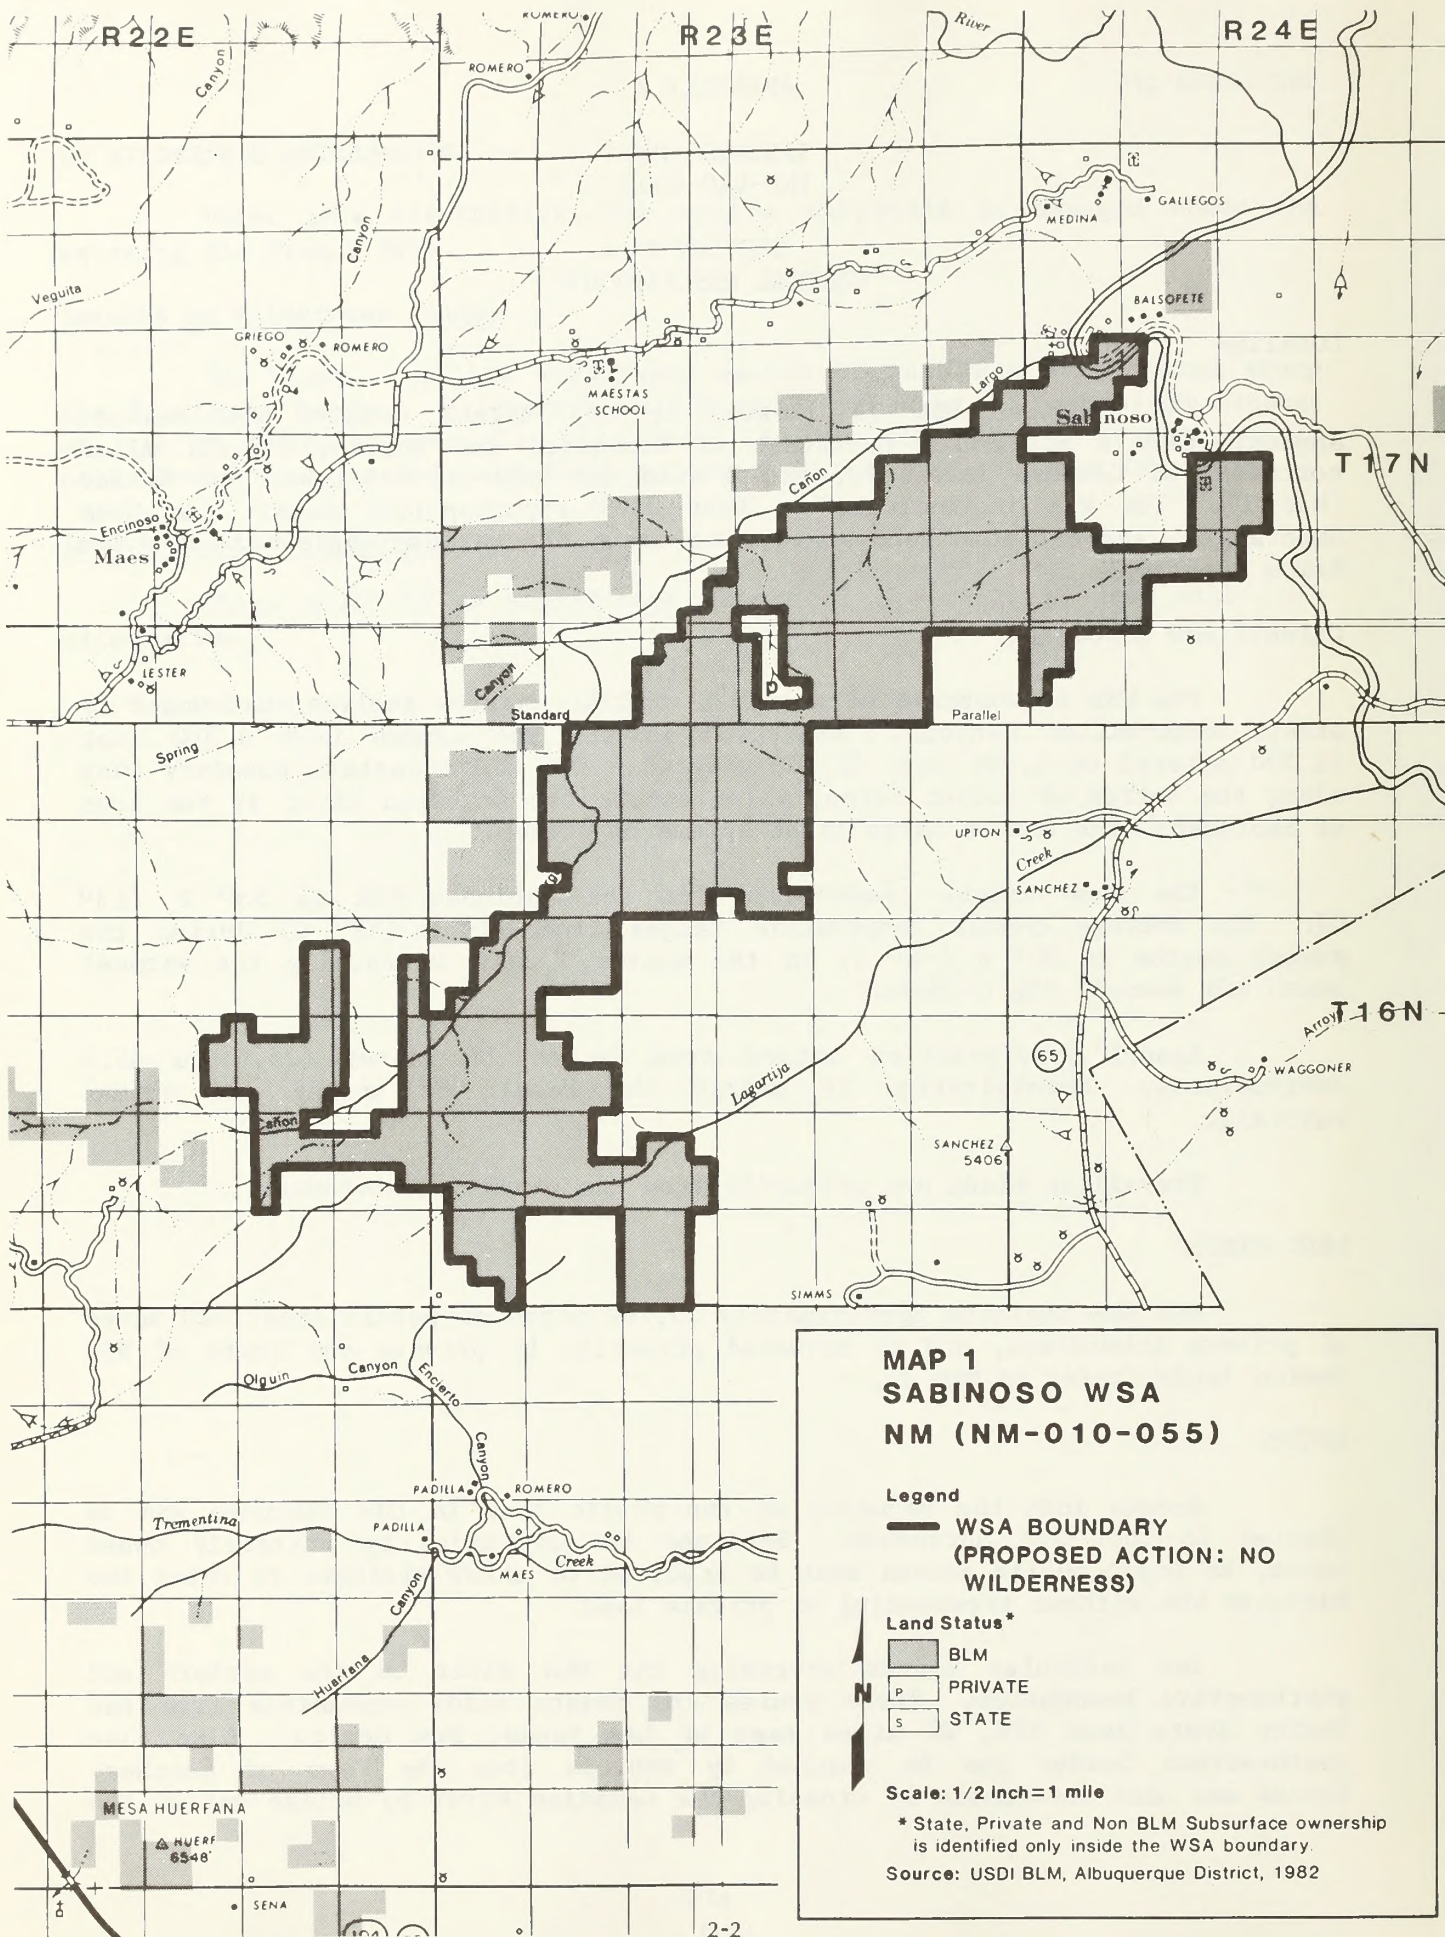 R22E
R23E
R24E
ROMERO
River
Canyon
ROMERO
MEDINA
GALLEGOS
Canyon
Veguita
BALSOFETE
GRIEGO
ROMERO
MAESTAS
SCHOOL
Largo
Sabinoso
T17N
Cañon
Encinoso
Maes
LESTER
Canyon
Standard
Parallel
Spring
UPTON
Creek
SANCHEZ
T16N
Arroyo
65
WAGGONER
Lagartija
Cañon
SANCHEZ
5406
SIMMS
Olguin
Canyon
Encierto
Canyon
PADILLA
ROMERO
Trementina
PADILLA
MAES
Creek
Canyon
Huerfana
MESA HUERFANA
HUERF
6548'
SENA
P
MAP 1
SABINOSO WSA
NM (NM-010-055)
Legend
WSA BOUNDARY
(PROPOSED ACTION: NO
WILDERNESS)
Land Status*
BLM
P PRIVATE
S STATE
N
Scale: 1/2 inch=1 mile
* State, Private and Non BLM Subsurface ownership
is identified only inside the WSA boundary.
Source: USDI BLM, Albuquerque District, 1982
2-2